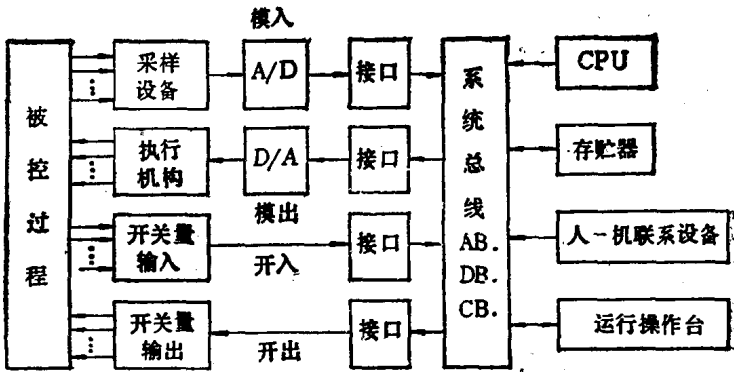 模入
被控过程
采样
设备
A/D
接口
系统总线
AB.
DB.
CB.
CPU
执行
机构
D/A
接口
存贮器
模出
开关量
输入
开入
接口
人-机联系设备
开关量
输出
开出
接口
运行操作台